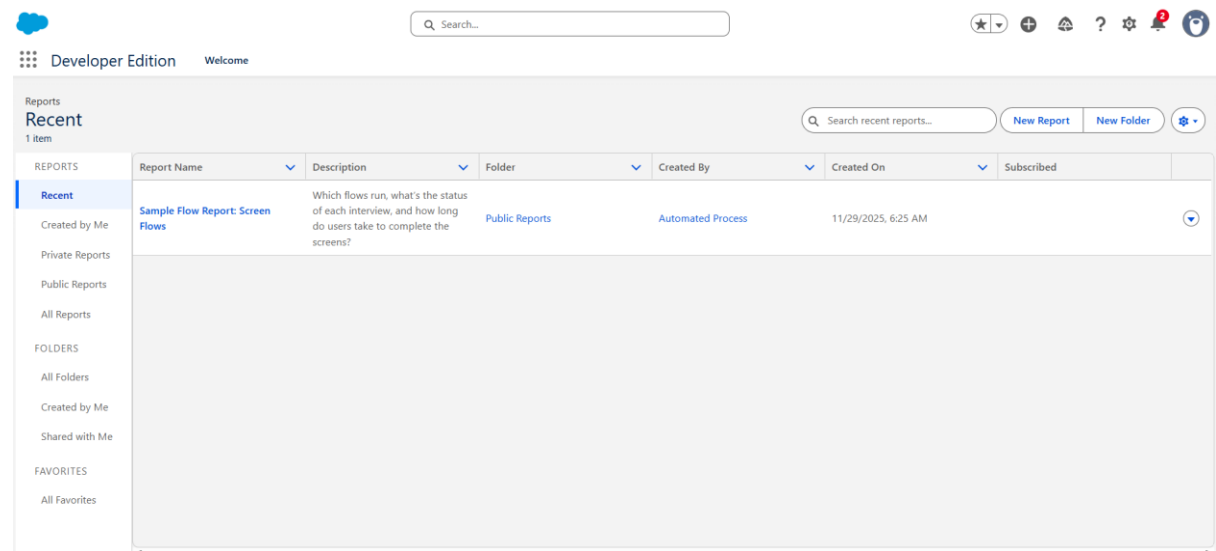 Search...
2
Developer Edition
Welcome
Reports
Recent
1 item
Search recent reports...
New Report
New Folder
REPORTS
Recent
Created by Me
Private Reports
Public Reports
All Reports
FOLDERS
All Folders
Created by Me
Shared with Me
FAVORITES
All Favorites
Report Name
Description
Folder
Created By
Created On
Subscribed
Sample Flow Report: Screen
Flows
Which flows run, what's the status
of each interview, and how long
do users take to complete the
screens?
Public Reports
Automated Process
11/29/2025, 6:25 AM